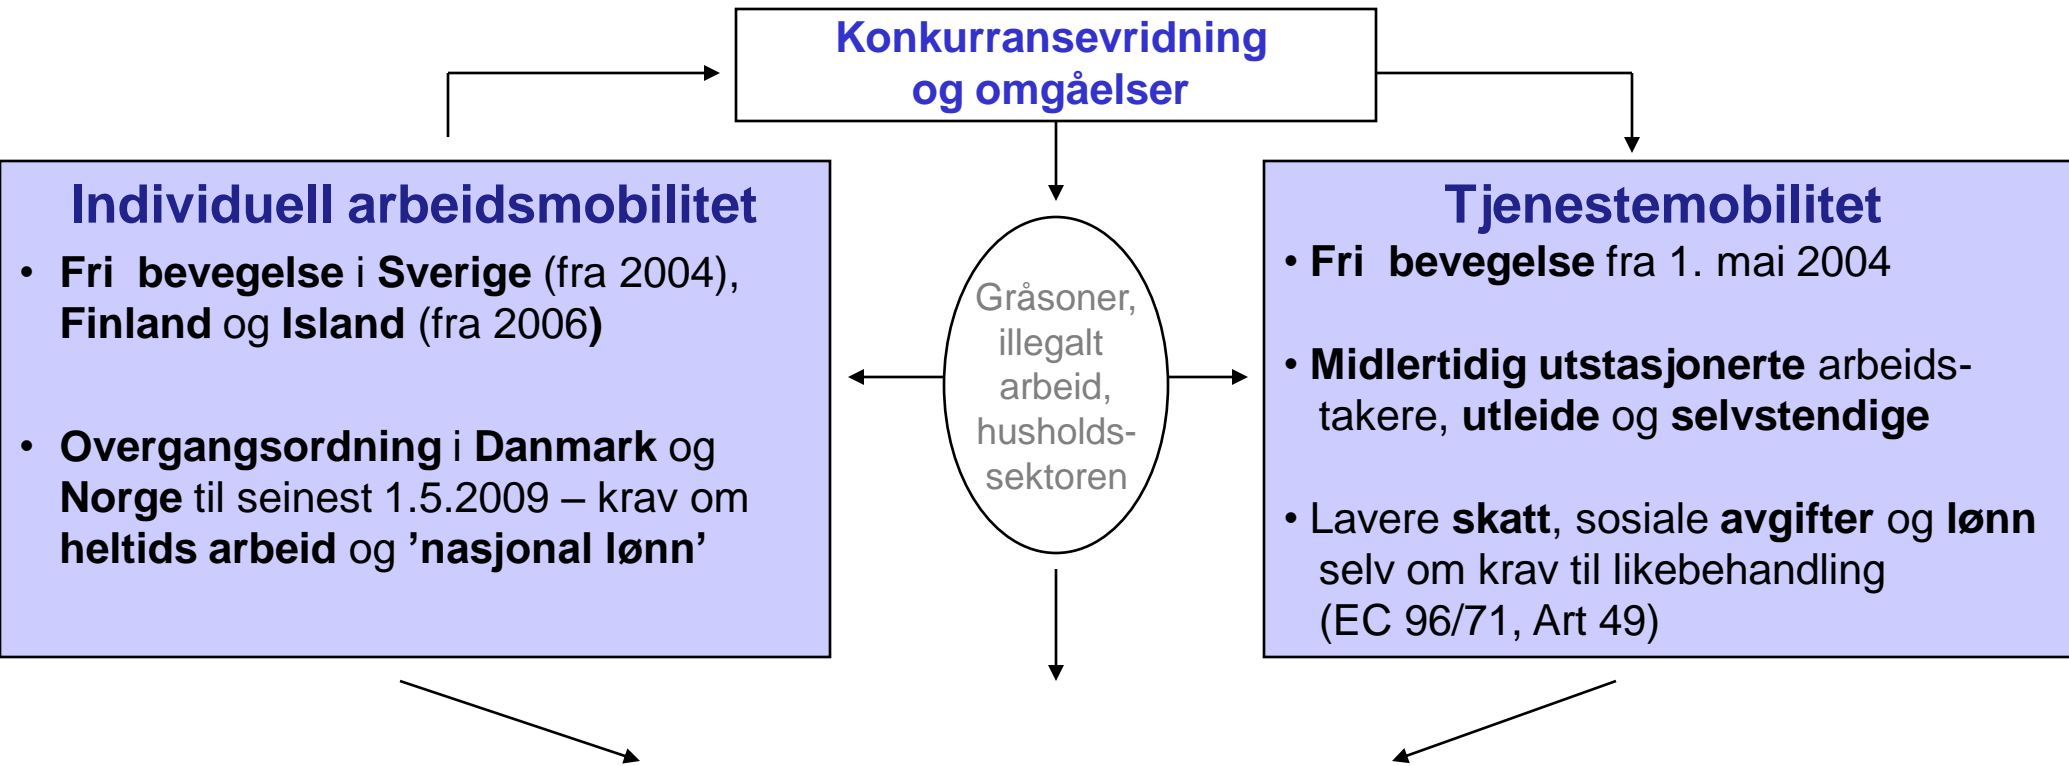 Konkurransevridning
og omgåelser
Individuell arbeidsmobilitet
• Fri bevegelse i Sverige (fra 2004),
Finland og Island (fra 2006)
• Overgangsordning i Danmark og
Norge til seinest 1.5.2009 – krav om
heltids arbeid og ’nasjonal lønn’
Gråsoner,
illegalt
arbeid,
husholds-
sektoren
Tjenestemobilitet
• Fri bevegelse fra 1. mai 2004
• Midlertidig utstasjonerte arbeids-
takere, utleide og selvstendige
• Lavere skatt, sosiale avgifter og lønn
selv om krav til likebehandling
(EC 96/71, Art 49)